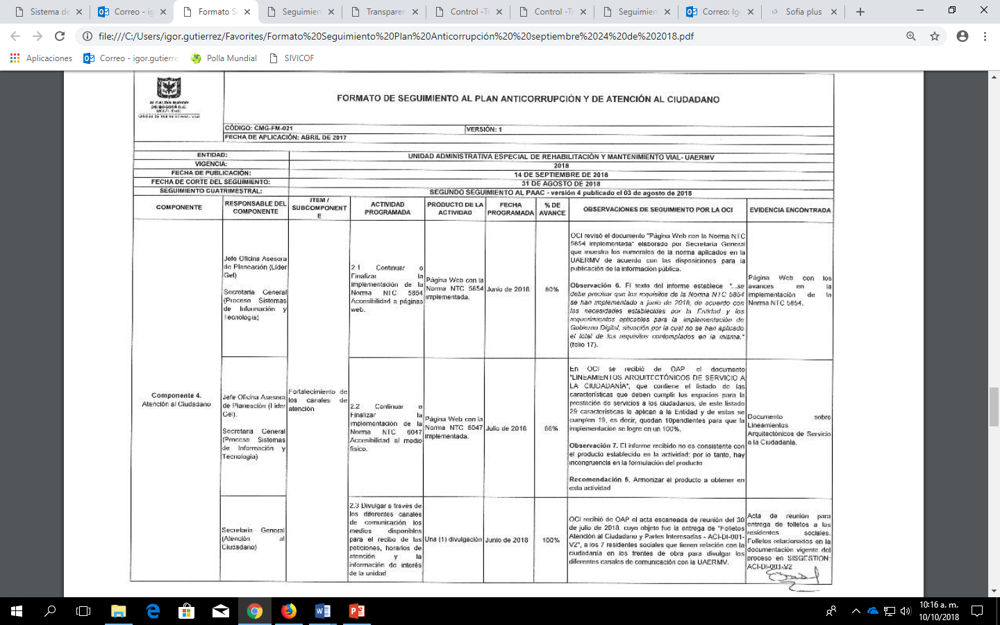 Sistema de
Correo - ig
Formato Se
Seguimien
Transparen
Control -Tr
Control -Tr
Seguimien
Correo: Igo
Sofia plus
file:///C:/Users/igor.gutierrez/Favorites/Formato%20Seguimiento%20Plan%20Anticorrupción%20%20septiembre%2024%20de%202018.pdf
Aplicaciones
Correo - igor.gutierre
Polla Mundial
SIVICOF
ALCALDÍA MAYOR
DE BOGOTÁ D.C.
FORMATO DE SEGUIMIENTO AL PLAN ANTICORRUPCIÓN Y DE ATENCIÓN AL CIUDADANO
CÓDIGO: CMG-FM-021
VERSIÓN: 1
FECHA DE APLICACIÓN: ABRIL DE 2017
ENTIDAD:
UNIDAD ADMINISTRATIVA ESPECIAL DE REHABILITACIÓN Y MANTENIMIENTO VIAL- UAERMV
VIGENCIA:
2018
FECHA DE PUBLICACIÓN:
14 DE SEPTIEMBRE DE 2018
FECHA DE CORTE DEL SEGUIMIENTO:
31 DE AGOSTO DE 2018
SEGUIMIENTO CUATRIMESTRAL:
SEGUNDO SEGUIMIENTO AL PAAC - versión 4 publicado el 03 de agosto de 2018
COMPONENTE
RESPONSABLE DEL
COMPONENTE
ITEM /
SUBCOMPONENT
E
ACTIVIDAD
PROGRAMADA
PRODUCTO DE LA
ACTIVIDAD
FECHA
PROGRAMADA
% DE
AVANCE
OBSERVACIONES DE SEGUIMIENTO POR LA OCI
EVIDENCIA ENCONTRADA
Componente 4.
Atención al Ciudadano
Jefe Oficina Asesora
de Planeación (Líder
Gel)
Secretaria General
(Proceso Sistemas
de Información y
Tecnología)
Fortalecimiento de
los canales de
atención
2.1 Continuar o
Finalizar la
implementación de la
Norma NTC 5854
Accesibilidad a páginas
web.
Página Web con la
Norma NTC 5854
implementada.
Junio de 2018
80%
OCI revisó el documento "Página Web con la Norma NTC
5854 implementada" elaborado por Secretaría General
que muestra los numerales de la norma aplicados en la
UAERMV de acuerdo con las disposiciones para la
publicación de la información pública.
Observación 6. El texto del informe establece "...se
debe precisar que los requisitos de la Norma NTC 5854
se han implementado a junio de 2018, de acuerdo con
las necesidades establecidas por la Entidad y los
requerimientos aplicables para la implementación de
Gobierno Digital, situación por la cual no se han aplicado
el total de los requisitos contemplados en la misma."
(folio 17).
Página Web con los
avances en la
implementación de la
Norma NTC 5854.
Jefe Oficina Asesora
de Planeación (Líder
Gel).
Secretaria General
(Proceso Sistemas
de Información y
Tecnología)
2.2 Continuar o
Finalizar la
implementación de la
Norma NTC 6047
Accesibilidad al medio
físico.
Página Web con la
Norma NTC 6047
implementada.
Julio de 2018
66%
En OCI se recibió de OAP el documento
"LINEAMIENTOS ARQUITECTÓNICOS DE SERVICIO A
LA CIUDADANÍA", que contiene el listado de las
características que deben cumplir los espacios para la
prestación de servicios a los ciudadanos, de este listado
29 características le aplican a la Entidad y de estas se
cumplen 19, es decir, quedan 10pendientes para que la
implementación se logre en un 100%.
Observación 7. El informe recibido no es consistente con
el producto establecido en la actividad; por lo tanto, hay
incongruencia en la formulación del producto
Recomendación 5. Armonizar el producto a obtener en
esta actividad
Documento sobre
Lineamientos
Arquitectónicos de Servicio
a la Ciudadanía.
Secretaria General
(Atención al
Ciudadano)
2.3 Divulgar a través de
los diferentes canales
de comunicación los
medios disponibles
para el recibo de las
peticiones, horarios de
atención y la
información de interés
de la unidad
Una (1) divulgación
Junio de 2018
100%
OCI recibió de OAP el acta escaneada de reunión del 30
de julio de 2018, cuyo objeto fue la entrega de "Folletos
Atención al Ciudadano y Partes Interesadas - ACI-DI-001-
V2", a los 7 residentes sociales que tienen relación con la
ciudadanía en los frentes de obra para divulgar los
diferentes canales de comunicación con la UAERMV.
Acta de reunión para
entrega de folletos a los
residentes sociales.
Folletos relacionados en la
documentación vigente del
proceso en SISGESTION:
ACI-DI-001-V2
10:16 a. m.
10/10/2018